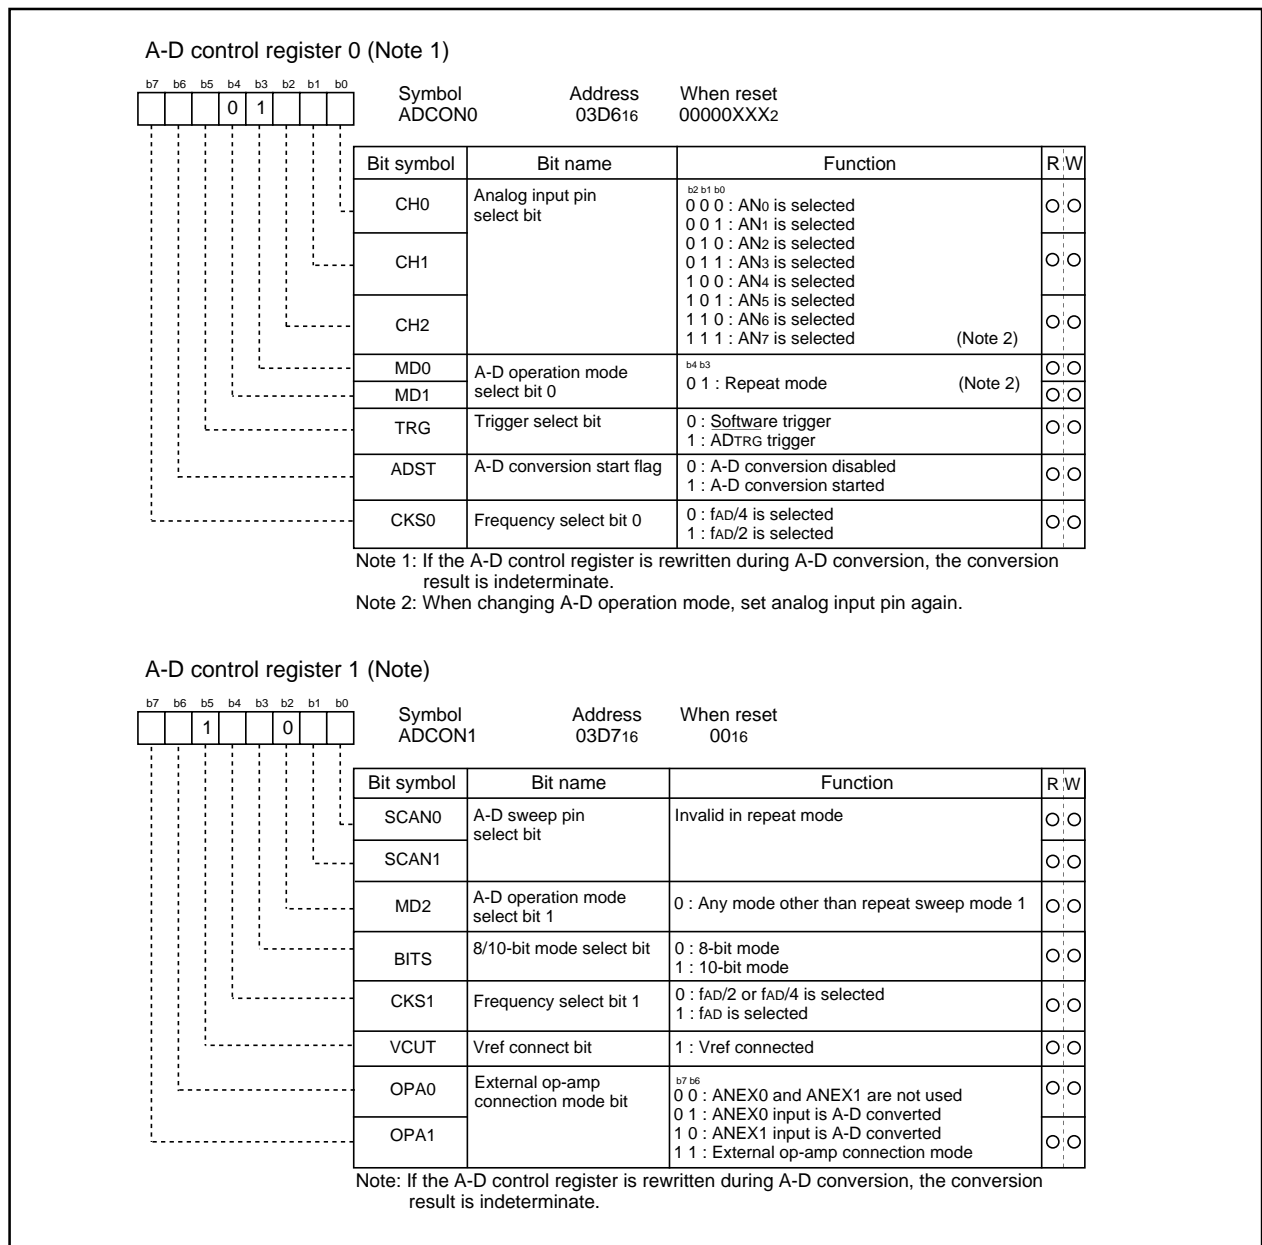 A-D control register 0 (Note 1)
b7 b6 b5 b4 b3 b2 b1 b0
0 1
Symbol Address When reset
ADCON0 03D616 00000XXX2
Bit symbol Bit name Function R W
CH0 Analog input pin
select bit
b2 b1 b0
0 0 0 : AN0 is selected
0 0 1 : AN1 is selected
0 1 0 : AN2 is selected
CH1 0 1 1 : AN3 is selected
1 0 0 : AN4 is selected
1 0 1 : AN5 is selected
CH2 1 1 0 : AN6 is selected
1 1 1 : AN7 is selected (Note 2)
MD0 A-D operation mode
select bit 0
b4 b3
0 1 : Repeat mode (Note 2)
MD1
TRG Trigger select bit 0 : Software trigger
1 : ADTRG trigger
ADST A-D conversion start flag 0 : A-D conversion disabled
1 : A-D conversion started
CKS0 Frequency select bit 0 0 : fAD/4 is selected
1 : fAD/2 is selected
Note 1: If the A-D control register is rewritten during A-D conversion, the conversion
result is indeterminate.
Note 2: When changing A-D operation mode, set analog input pin again.
A-D control register 1 (Note)
b7 b6 b5 b4 b3 b2 b1 b0
1 0
Symbol Address When reset
ADCON1 03D716 0016
Bit symbol Bit name Function R W
SCAN0 A-D sweep pin
select bit
Invalid in repeat mode
SCAN1
MD2 A-D operation mode
select bit 1
0 : Any mode other than repeat sweep mode 1
BITS 8/10-bit mode select bit 0 : 8-bit mode
1 : 10-bit mode
CKS1 Frequency select bit 1 0 : fAD/2 or fAD/4 is selected
1 : fAD is selected
VCUT Vref connect bit 1 : Vref connected
OPA0 External op-amp
connection mode bit
b7 b6
0 0 : ANEX0 and ANEX1 are not used
0 1 : ANEX0 input is A-D converted
OPA1 1 0 : ANEX1 input is A-D converted
1 1 : External op-amp connection mode
Note: If the A-D control register is rewritten during A-D conversion, the conversion
result is indeterminate.